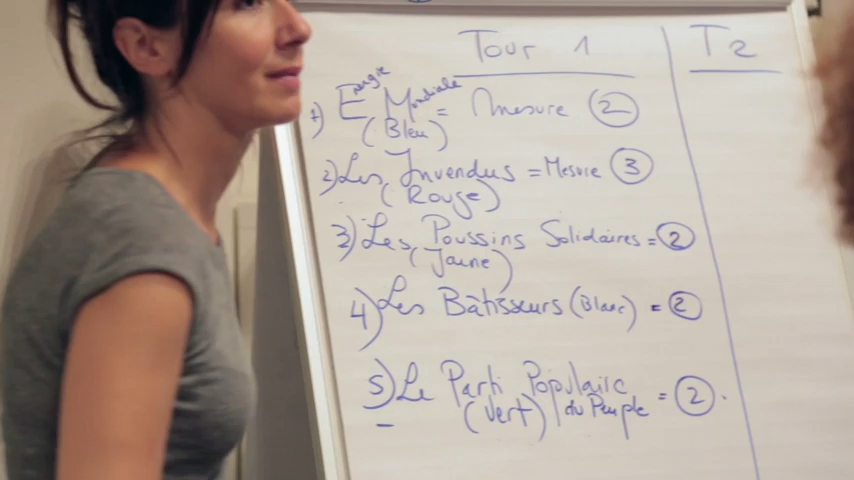 Tour 1
T2
1) Energie Mondiale = mesure 2
(Bleu)
2) Les Invendus = Mesure 3
(Rouge)
3) Les Poussins Solidaires = 2
(Jaune)
4) Les Bâtisseurs (Blanc) = 2
5) Le Parti Populaire
(Vert) du Peuple = 2